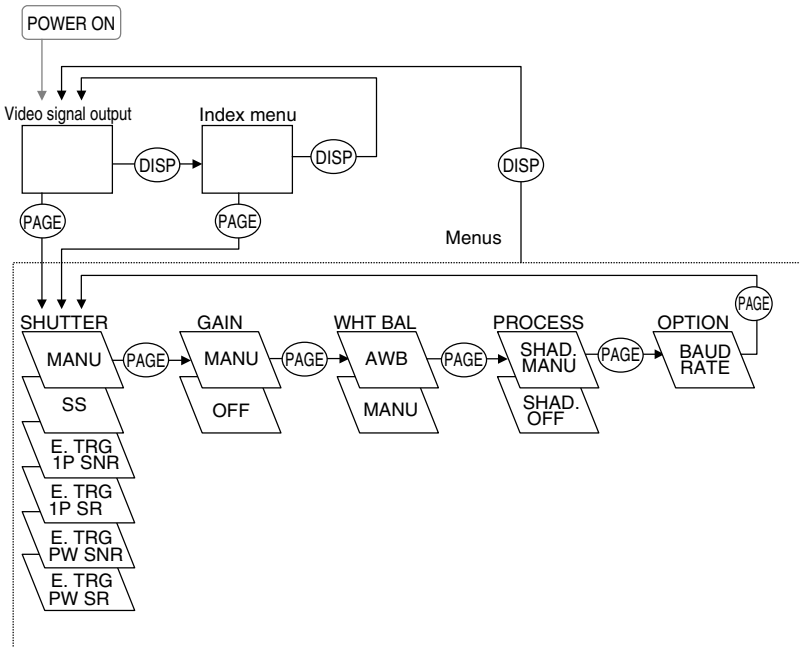 POWER ON
Video signal output
Index menu
DISP
DISP
DISP
PAGE
PAGE
Menus
PAGE
SHUTTER
GAIN
WHT BAL
PROCESS
OPTION
MANU
PAGE
MANU
PAGE
AWB
PAGE
SHAD.
MANU
PAGE
BAUD
RATE
SS
OFF
MANU
SHAD.
OFF
E. TRG
1P SNR
E. TRG
1P SR
E. TRG
PW SNR
E. TRG
PW SR